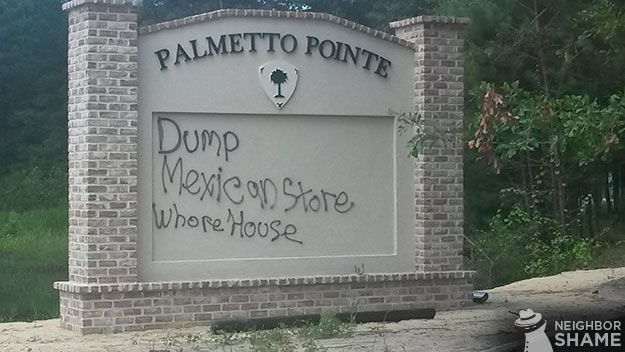 PALMETTO POINTE
Dump
Mexican Store
Whore House
NEIGHBOR
SHAME